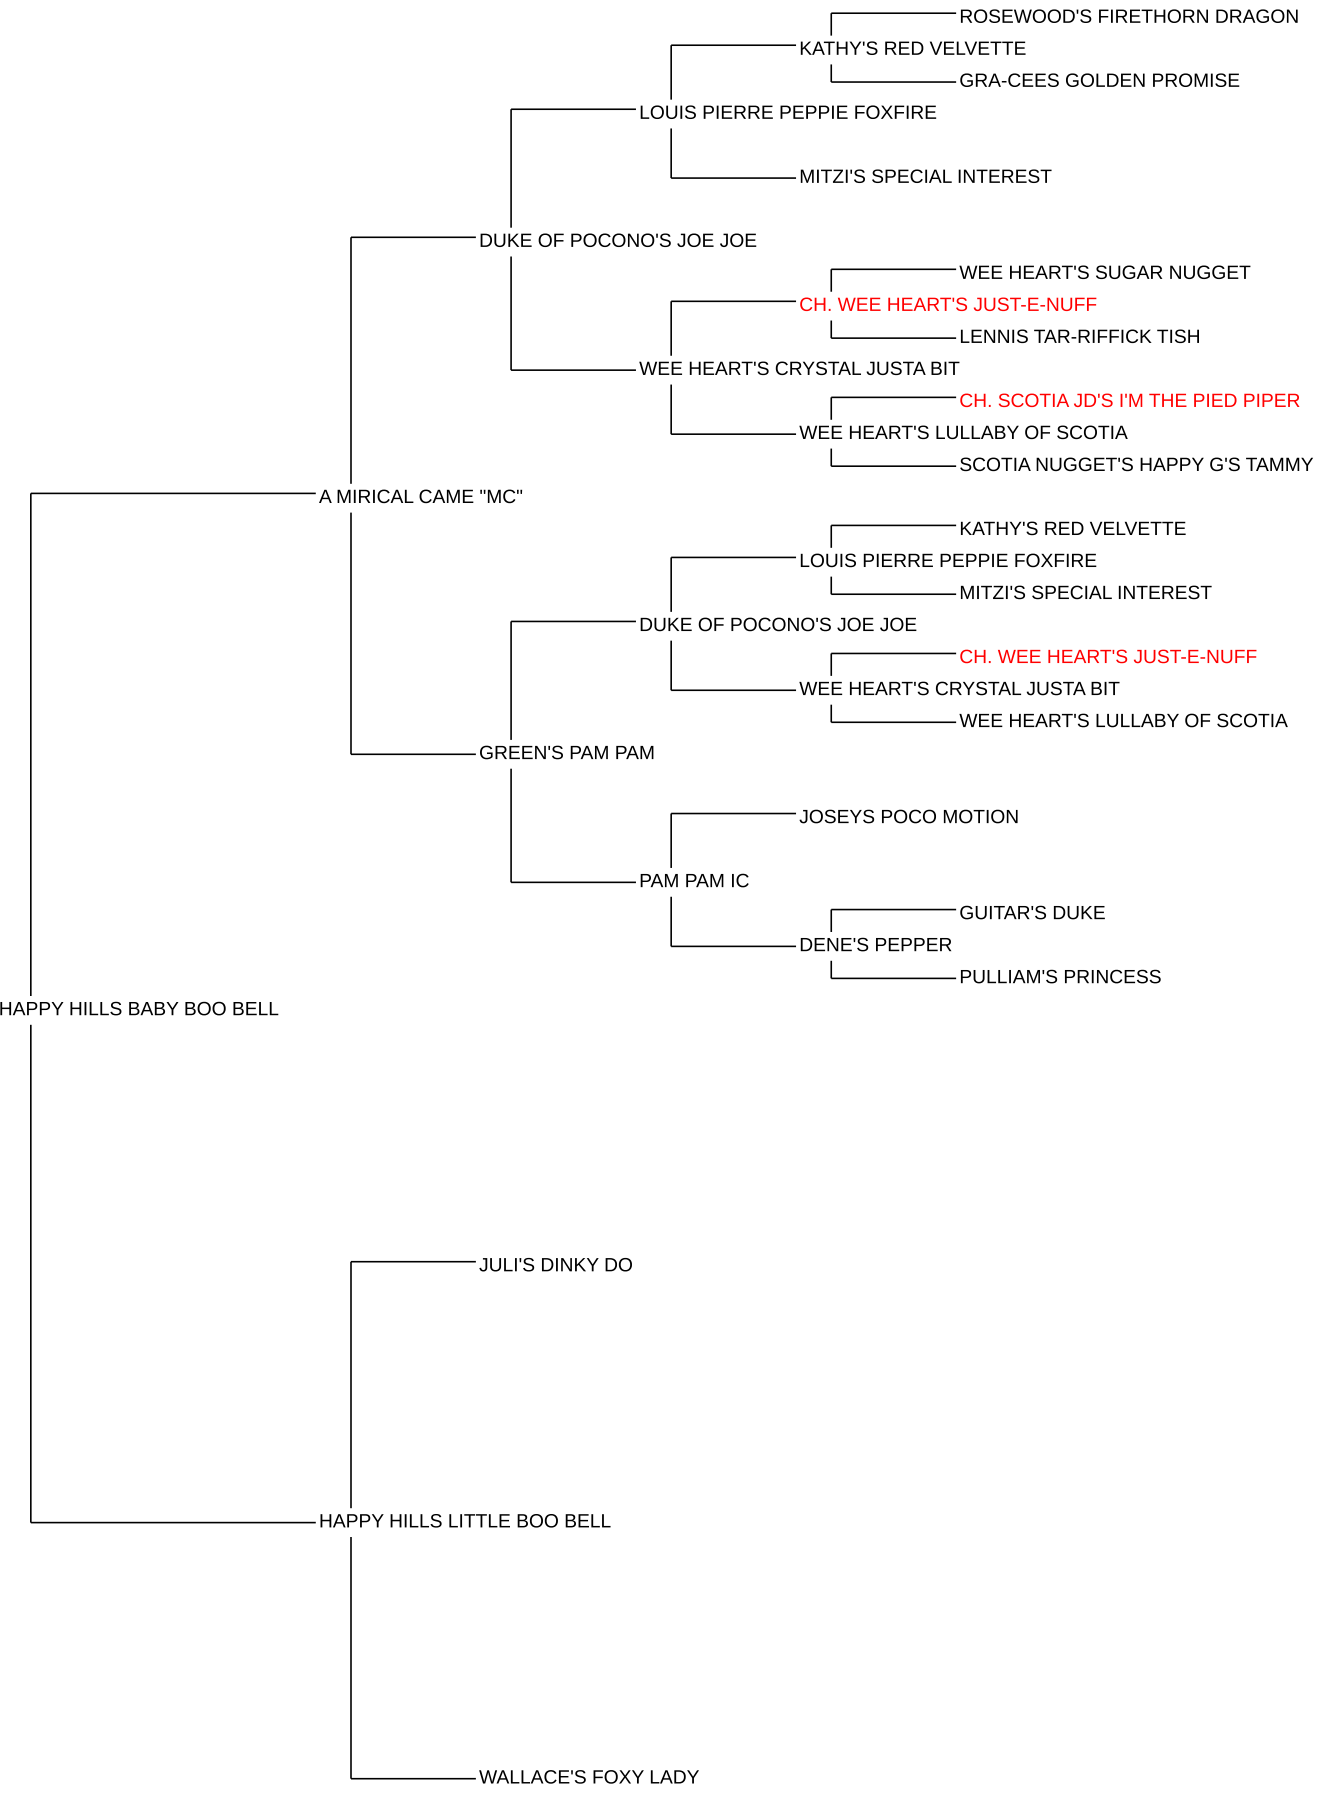 ROSEWOOD'S FIRETHORN DRAGON
KATHY'S RED VELVETTE
GRA-CEES GOLDEN PROMISE
LOUIS PIERRE PEPPIE FOXFIRE
MITZI'S SPECIAL INTEREST
DUKE OF POCONO'S JOE JOE
WEE HEART'S SUGAR NUGGET
CH. WEE HEART'S JUST-E-NUFF
LENNIS TAR-RIFFICK TISH
WEE HEART'S CRYSTAL JUSTA BIT
CH. SCOTIA JD'S I'M THE PIED PIPER
WEE HEART'S LULLABY OF SCOTIA
SCOTIA NUGGET'S HAPPY G'S TAMMY
A MIRICAL CAME "MC"
KATHY'S RED VELVETTE
LOUIS PIERRE PEPPIE FOXFIRE
MITZI'S SPECIAL INTEREST
DUKE OF POCONO'S JOE JOE
CH. WEE HEART'S JUST-E-NUFF
WEE HEART'S CRYSTAL JUSTA BIT
WEE HEART'S LULLABY OF SCOTIA
GREEN'S PAM PAM
JOSEYS POCO MOTION
PAM PAM IC
GUITAR'S DUKE
DENE'S PEPPER
PULLIAM'S PRINCESS
HAPPY HILLS BABY BOO BELL
JULI'S DINKY DO
HAPPY HILLS LITTLE BOO BELL
WALLACE'S FOXY LADY